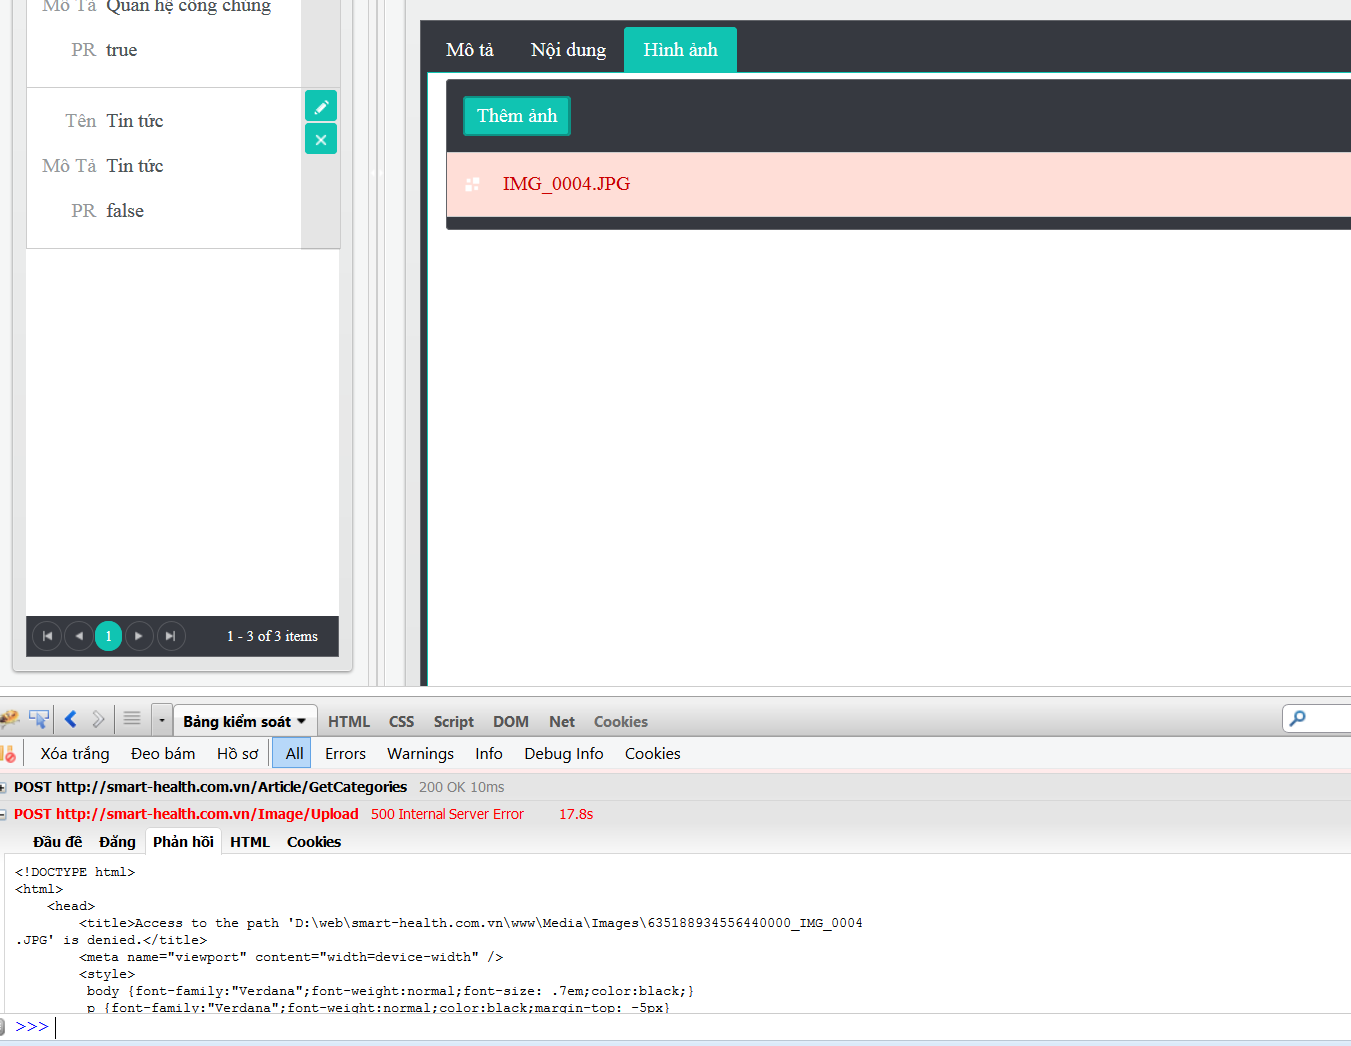 Mô Tả Quan hệ công chúng
PR true
Tên Tin tức
Mô Tả Tin tức
PR false
1
1 - 3 of 3 items
Mô tả Nội dung Hình ảnh
Thêm ảnh
IMG_0004.JPG
Bảng kiểm soát HTML CSS Script DOM Net Cookies
Xóa trắng Đeo bám Hồ sơ All Errors Warnings Info Debug Info Cookies
POST http://smart-health.com.vn/Article/GetCategories 200 OK 10ms
POST http://smart-health.com.vn/Image/Upload 500 Internal Server Error 17.8s
Đầu đề Đăng Phản hồi HTML Cookies
<!DOCTYPE html>
<html>
<head>
<title>Access to the path 'D:\web\smart-health.com.vn\www\Media\Images\635188934556440000_IMG_0004
.JPG' is denied.</title>
<meta name="viewport" content="width=device-width" />
<style>
body {font-family:"Verdana";font-weight:normal;font-size: .7em;color:black;}
p {font-family:"Verdana";font-weight:normal;color:black;margin-top: -5px}
>>>